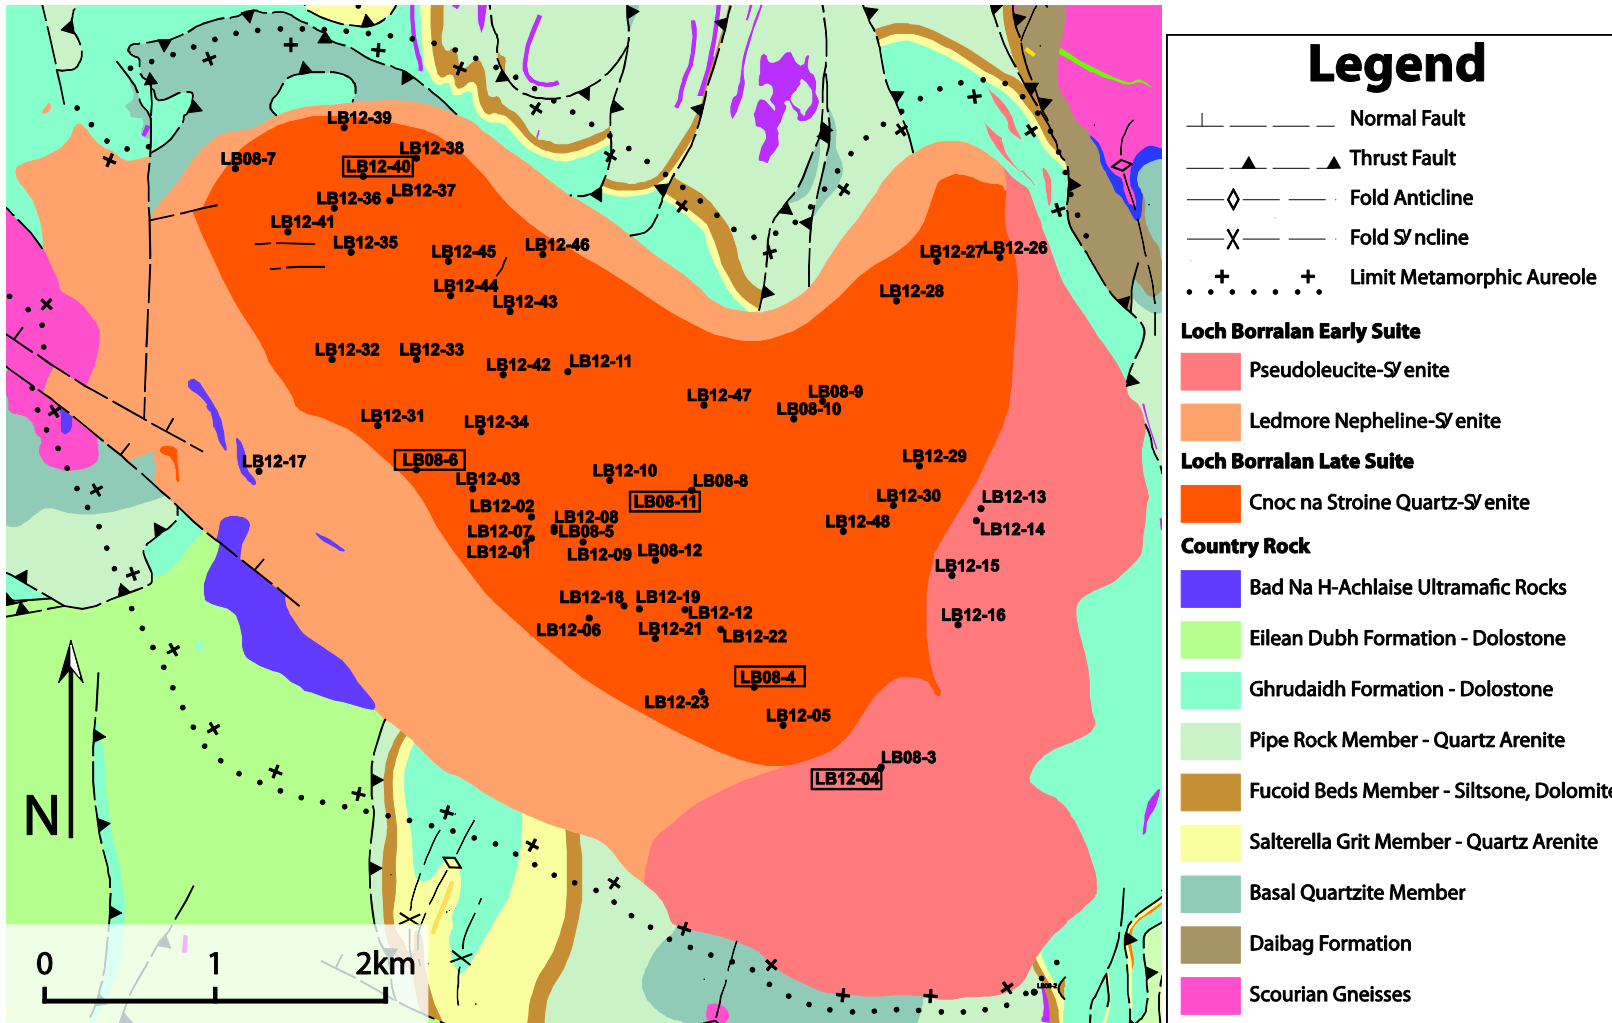 LB12-39
LB12-38
LB08-7
LB12-40
LB12-37
LB12-36
LB12-41
LB12-35
LB12-45
LB12-46
LB12-27
LB12-26
LB12-44
LB12-43
LB12-28
LB12-32
LB12-33
LB12-42
LB12-11
LB12-47
LB08-9
LB08-10
LB12-31
LB12-34
LB12-17
LB08-6
LB12-29
LB12-03
LB12-10
LB08-8
LB08-11
LB12-30
LB12-13
LB12-02
LB12-08
LB12-48
LB12-14
LB12-07
LB08-5
LB12-01
LB12-09
LB08-12
LB12-15
LB12-18
LB12-19
LB12-12
LB12-16
LB12-06
LB12-21
LB12-22
LB08-4
LB12-23
LB12-05
LB08-3
LB12-04
N
0 1 2km
Legend
Normal Fault
Thrust Fault
Fold Anticline
Fold Syncline
Limit Metamorphic Aureole
Loch Borralan Early Suite
Pseudoleucite-Syenite
Ledmore Nepheline-Syenite
Loch Borralan Late Suite
Cnoc na Stroine Quartz-Syenite
Country Rock
Bad Na H-Achlaise Ultramafic Rocks
Eilean Dubh Formation - Dolostone
Ghrudaidh Formation - Dolostone
Pipe Rock Member - Quartz Arenite
Fucoid Beds Member - Siltsone, Dolomite
Salterella Grit Member - Quartz Arenite
Basal Quartzite Member
Daibag Formation
Scourian Gneisses